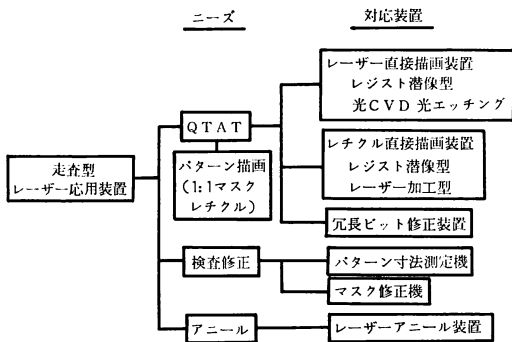 ニーズ
対応装置
走査型
レーザー応用装置
QTAT
パターン描画
(1:1マスク
レチクル)
レーザー直接描画装置
レジスト潜像型
光CVD 光エッチング
レチクル直接描画装置
レジスト潜像型
レーザー加工型
冗長ビット修正装置
検査修正
パターン寸法測定機
マスク修正機
アニール
レーザーアニール装置